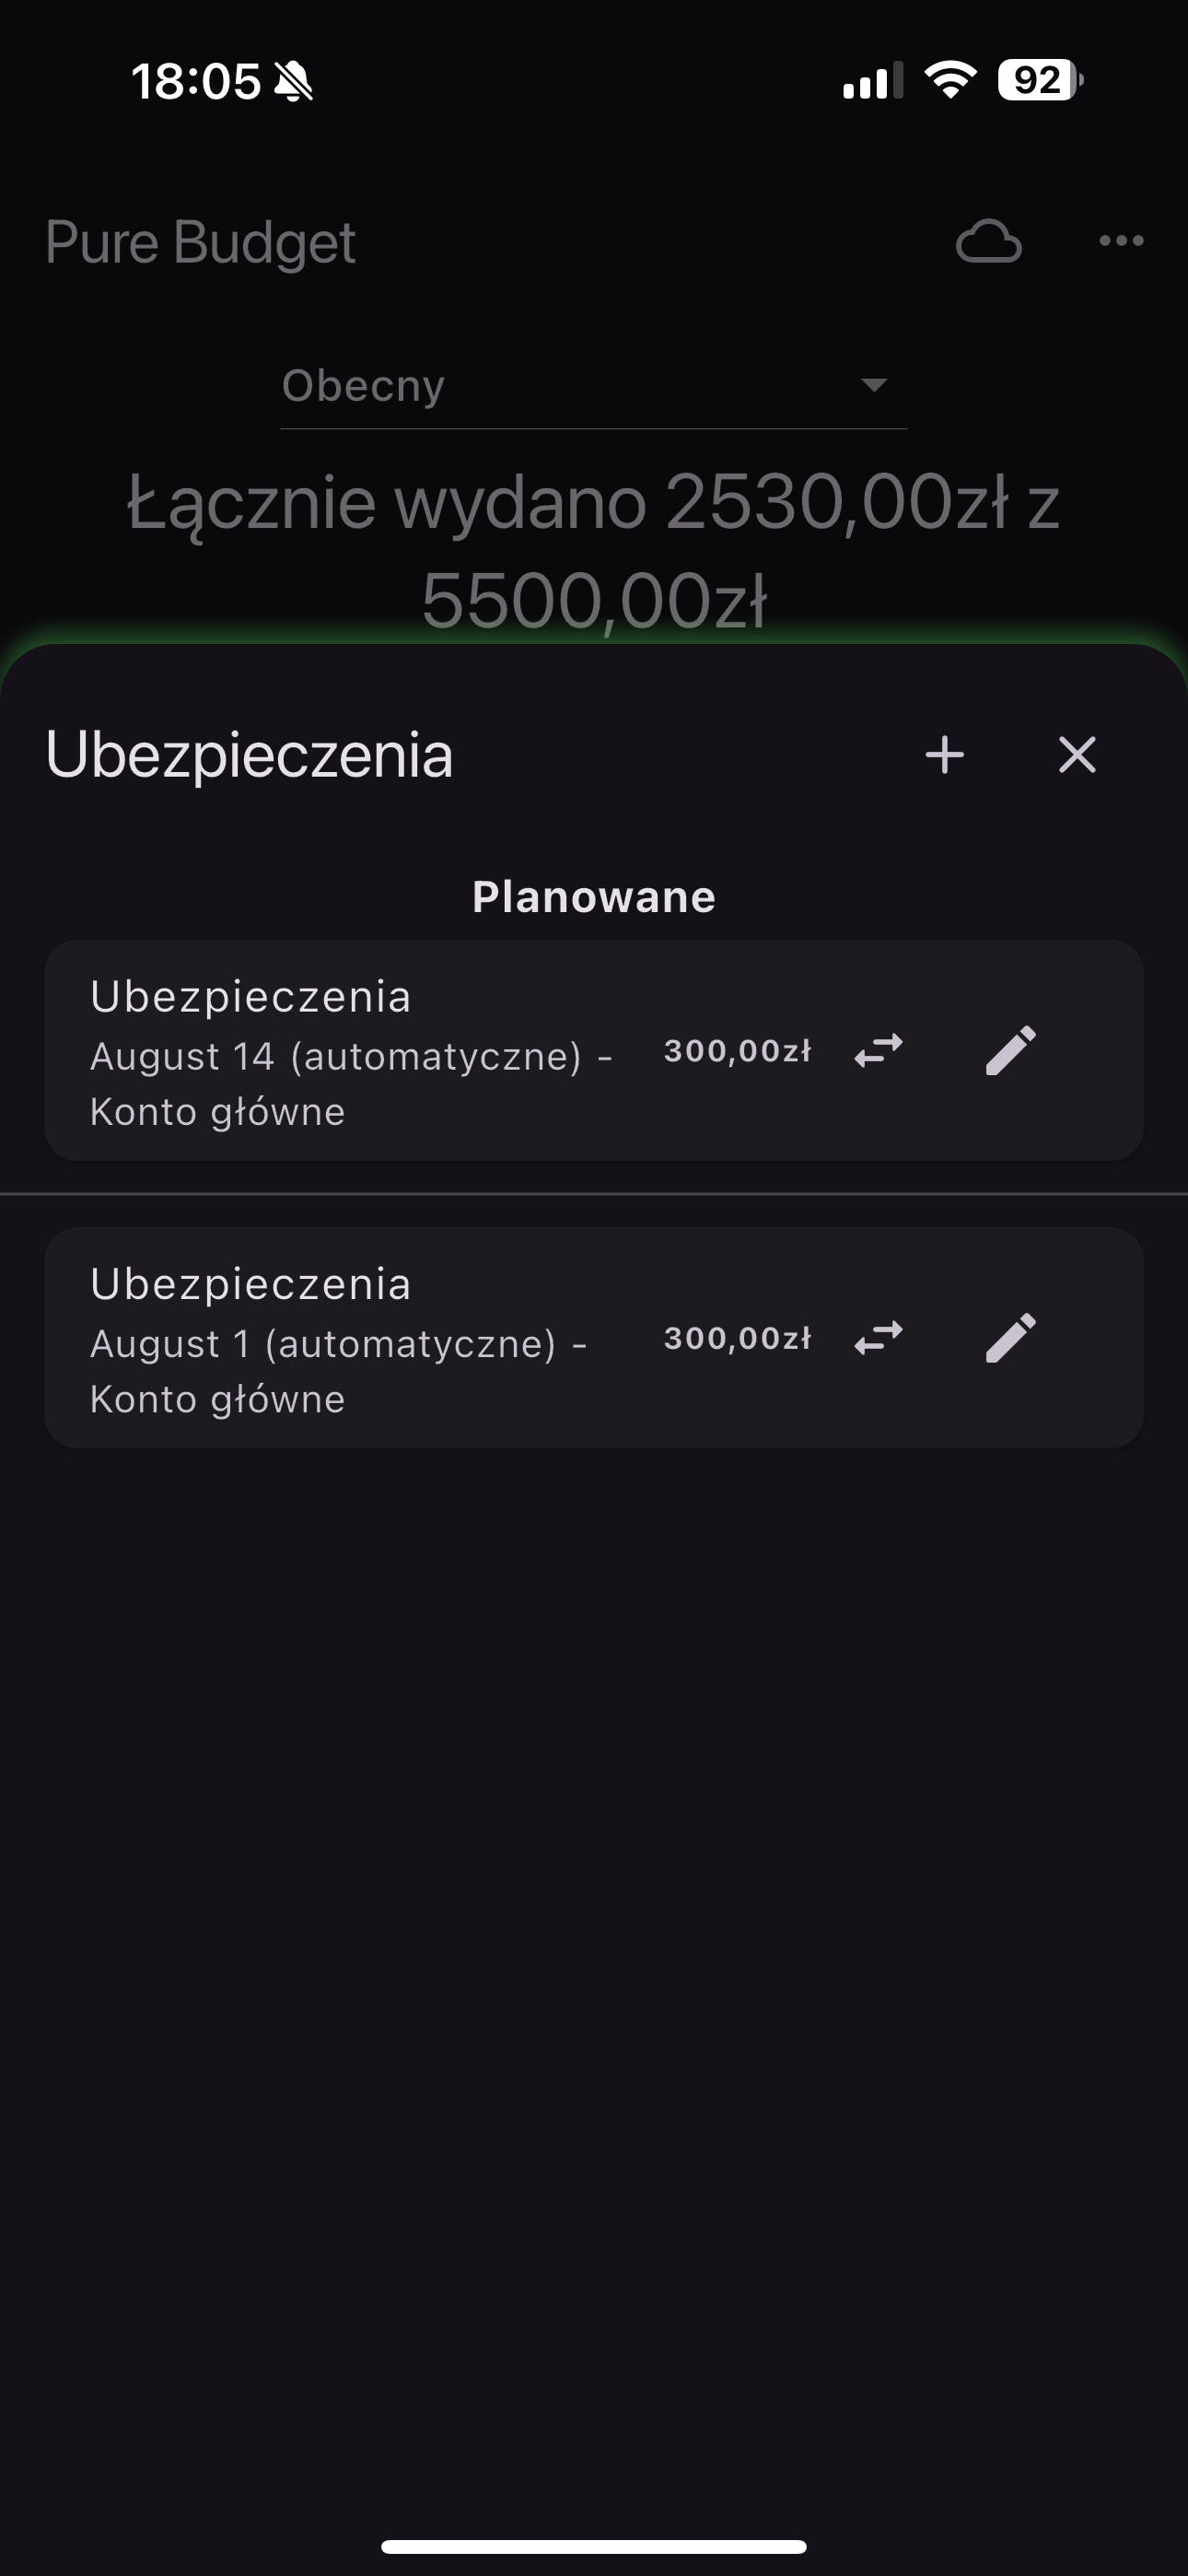 18:05
92
Pure Budget
Obecny
Łącznie wydano 2530,00zł z
5500,00zł
Ubezpieczenia
Planowane
Ubezpieczenia
August 14 (automatyczne) -
Konto główne
300,00zł
Ubezpieczenia
August 1 (automatyczne) -
Konto główne
300,00zł